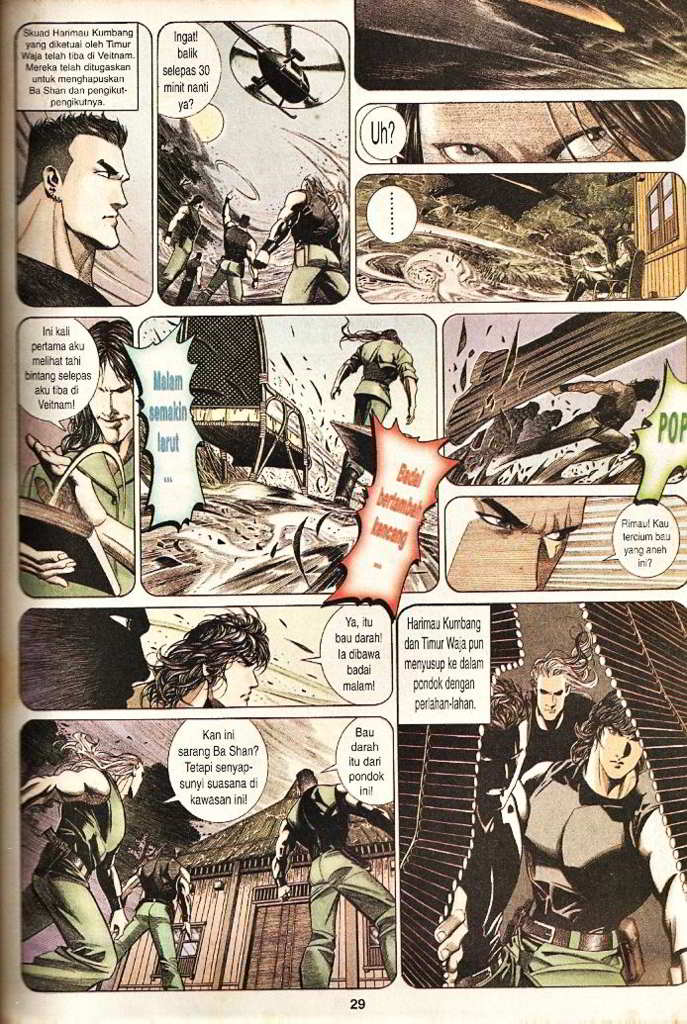 Skuad Harimau Kumbang
yang diketuai oleh Timur
Waja telah tiba di Veitnam.
Mereka telah ditugaskan
untuk menghapuskan
Ba Shan dan pengikut-
pengikutnya.
Ingat!
balik
selepas 30
minit nanti
ya?
Uh?
.......
Ini kali
pertama aku
melihat tahi
bintang selepas
aku tiba di
Veitnam!
Malam
semakin
larut
...
Badai
bertambah
kencang
...
POP
Rimau! Kau
tercium bau
yang aneh
ini?
Ya, itu
bau darah!
Ia dibawa
badai
malam!
Harimau Kumbang
dan Timur Waja pun
menyusup ke dalam
pondok dengan
perlahan-lahan.
Kan ini
sarang Ba Shan?
Tetapi senyap-
sunyi suasana di
kawasan ini!
Bau
darah
itu dari
pondok
ini!
29